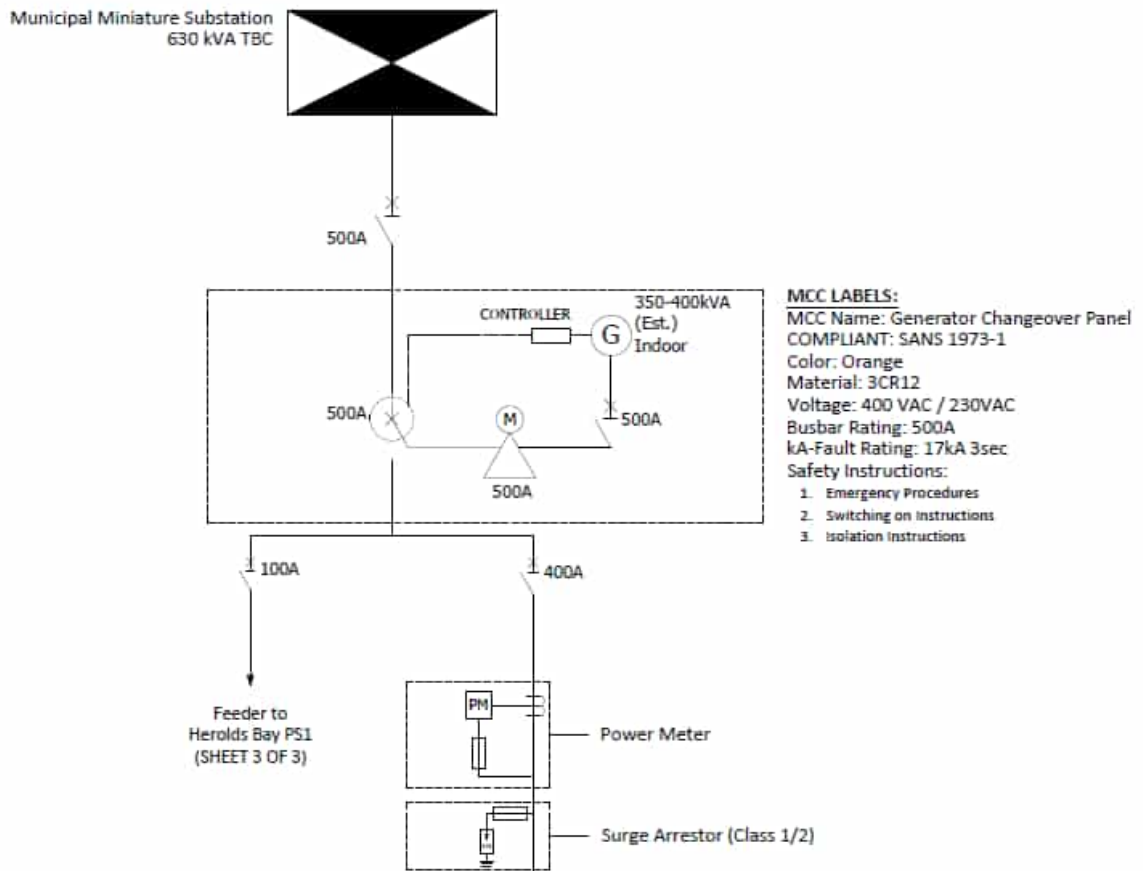 Municipal Miniature Substation
630 kVA TBC
500A
350-400kVA
(Est.)
Indoor
CONTROLLER
G
500A
M
500A
500A
MCC LABELS:
MCC Name: Generator Changeover Panel
COMPLIANT: SANS 1973-1
Color: Orange
Material: 3CR12
Voltage: 400 VAC / 230VAC
Busbar Rating: 500A
kA-Fault Rating: 17kA 3sec
Safety Instructions:
1. Emergency Procedures
2. Switching on Instructions
3. Isolation Instructions
100A
400A
Feeder to
Herolds Bay PS1
(SHEET 3 OF 3)
PM
Power Meter
Surge Arrestor (Class 1/2)